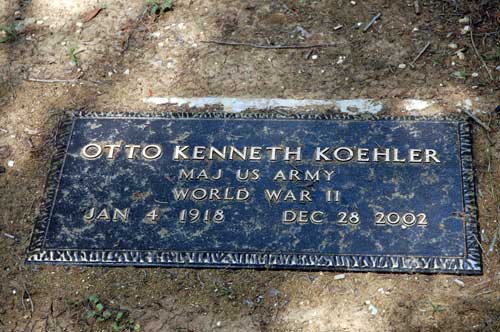 OTTO KENNETH KOEHLER
MAJ US ARMY
WORLD WAR II
JAN 4 1918 DEC 28 2002